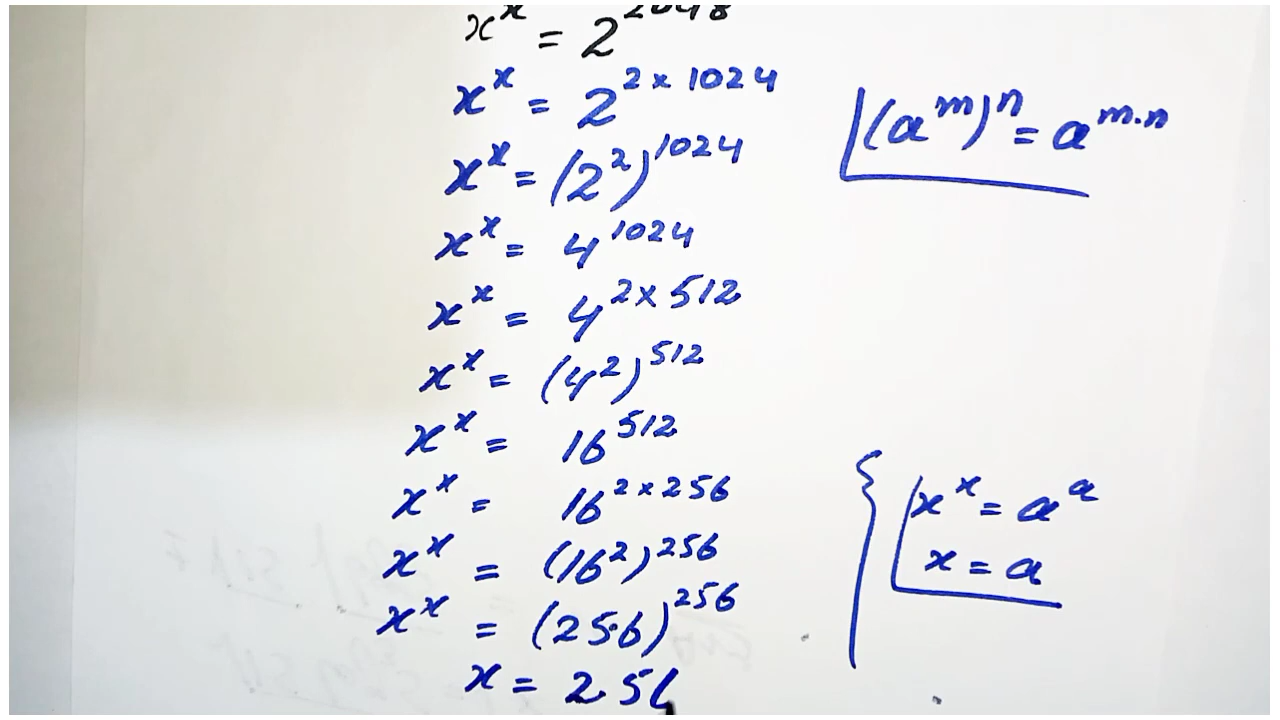 x^x = 2^2048
x^x = 2^2×1024
x^x = (2^2)^1024
x^x = 4^1024
x^x = 4^2×512
x^x = (4^2)^512
x^x = 16^512
x^x = 16^2×256
x^x = (16^2)^256
x^x = (256)^256
x = 256
(a^m)^n = a^m.n
x^x = a^a
x = a